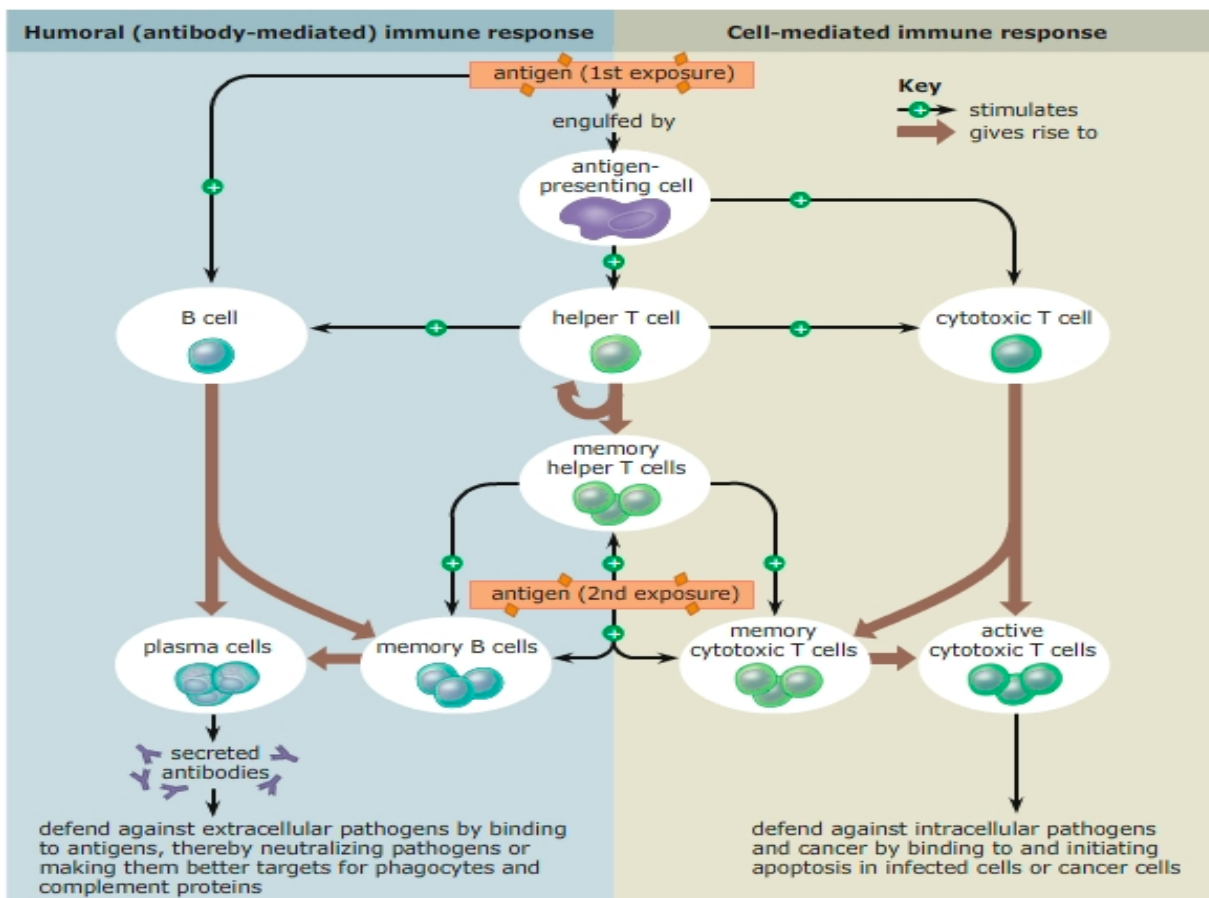 Humoral (antibody-mediated) immune response
Cell-mediated immune response
antigen (1st exposure)
Key
stimulates
gives rise to
engulfed by
antigen-
presenting cell
B cell
helper T cell
cytotoxic T cell
memory
helper T cells
antigen (2nd exposure)
plasma cells
memory B cells
memory
cytotoxic T cells
active
cytotoxic T cells
secreted
antibodies
defend against extracellular pathogens by binding
to antigens, thereby neutralizing pathogens or
making them better targets for phagocytes and
complement proteins
defend against intracellular pathogens
and cancer by binding to and initiating
apoptosis in infected cells or cancer cells